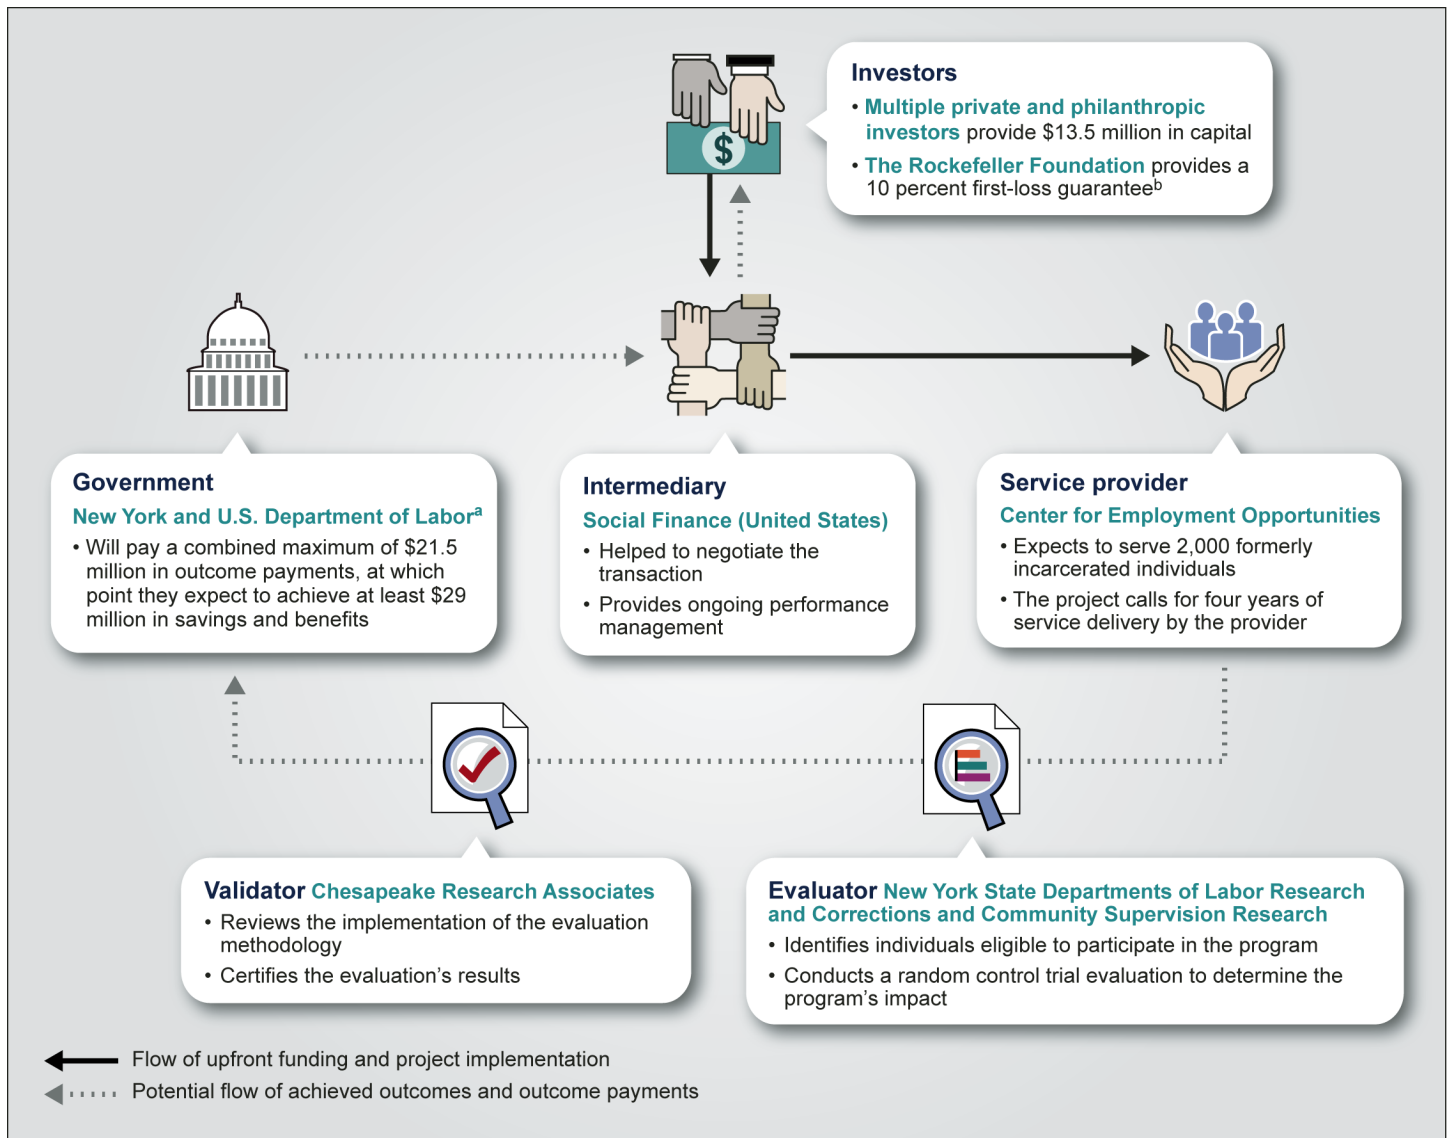 Investors
• Multiple private and philanthropic
investors provide $13.5 million in capital
• The Rockefeller Foundation provides a
10 percent first-loss guaranteeb
$
Government
New York and U.S. Department of Labora
• Will pay a combined maximum of $21.5
million in outcome payments, at which
point they expect to achieve at least $29
million in savings and benefits
Intermediary
Social Finance (United States)
• Helped to negotiate the
transaction
• Provides ongoing performance
management
Service provider
Center for Employment Opportunities
• Expects to serve 2,000 formerly
incarcerated individuals
• The project calls for four years of
service delivery by the provider
Validator Chesapeake Research Associates
• Reviews the implementation of the evaluation
methodology
• Certifies the evaluation’s results
Evaluator New York State Departments of Labor Research
and Corrections and Community Supervision Research
• Identifies individuals eligible to participate in the program
• Conducts a random control trial evaluation to determine the
program’s impact
Flow of upfront funding and project implementation
Potential flow of achieved outcomes and outcome payments